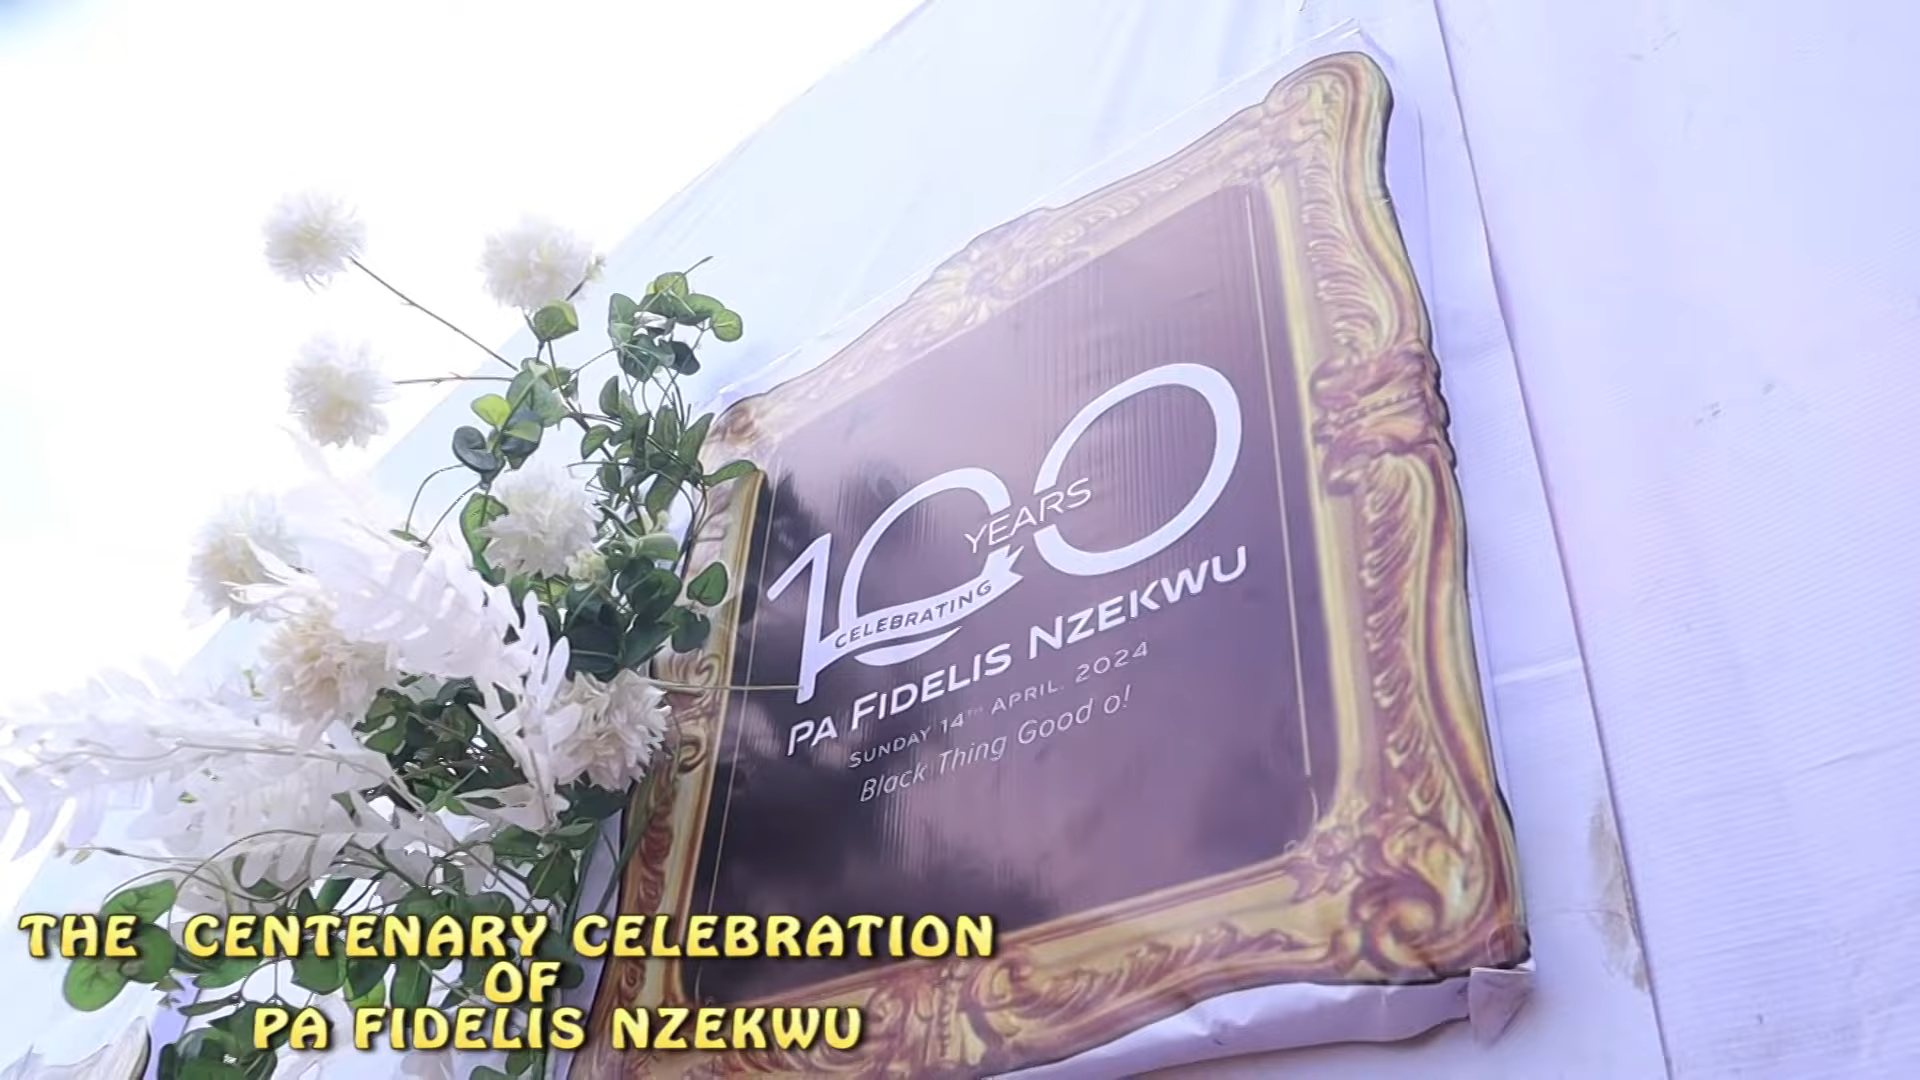 100
YEARS
CELEBRATING
PA FIDELIS NZEKWU
SUNDAY 14TH APRIL, 2024
Black Thing Good o!
THE CENTENARY CELEBRATION
OF
PA FIDELIS NZEKWU